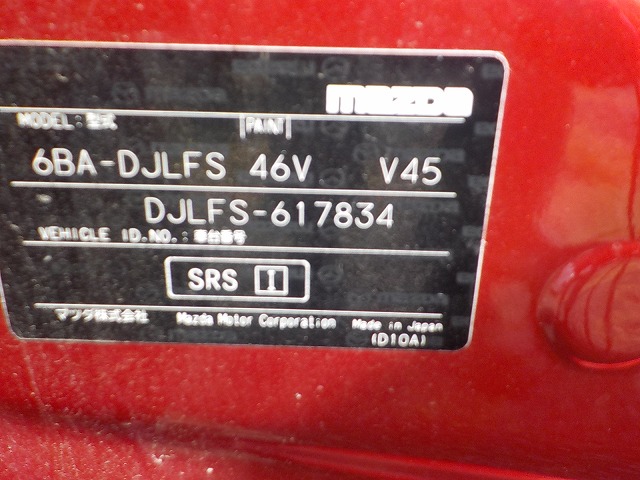 mazda
MODEL：型式 PAINT
6BA-DJLFS 46V V45
DJLFS-617834
VEHICLE ID.NO.：車台番号
SRS I
マツダ株式会社 Mazda Motor Corporation Made in Japan
(D10A)